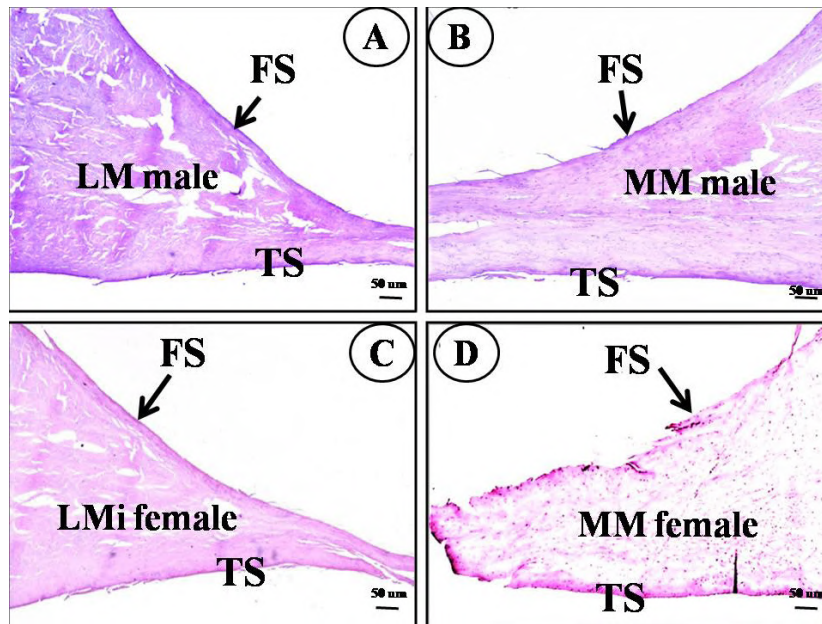 A
FS
LM male
TS
50 um
B
FS
MM male
TS
50 um
C
FS
LMi female
TS
50 um
D
FS
MM female
TS
50 um